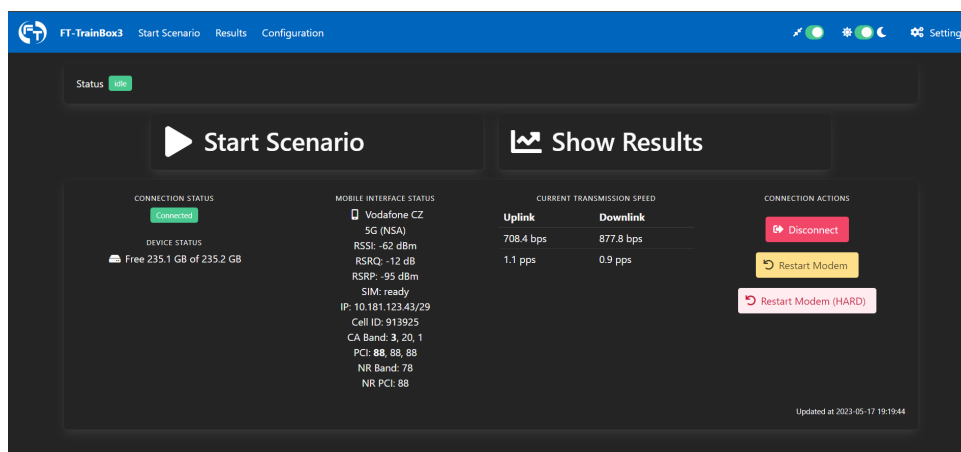 FT FT-TrainBox3 Start Scenario Results Configuration Setting
Status idle
Start Scenario Show Results
CONNECTION STATUS
Connected
DEVICE STATUS
Free 235.1 GB of 235.2 GB
MOBILE INTERFACE STATUS
Vodafone CZ
5G (NSA)
RSSI: -62 dBm
RSRQ: -12 dB
RSRP: -95 dBm
SIM: ready
IP: 10.181.123.43/29
Cell ID: 913925
CA Band: 3, 20, 1
PCI: 88, 88, 88
NR Band: 78
NR PCI: 88
CURRENT TRANSMISSION SPEED
Uplink Downlink
708.4 bps 877.8 bps
1.1 pps 0.9 pps
CONNECTION ACTIONS
Disconnect
Restart Modem
Restart Modem (HARD)
Updated at 2023-05-17 19:19:44